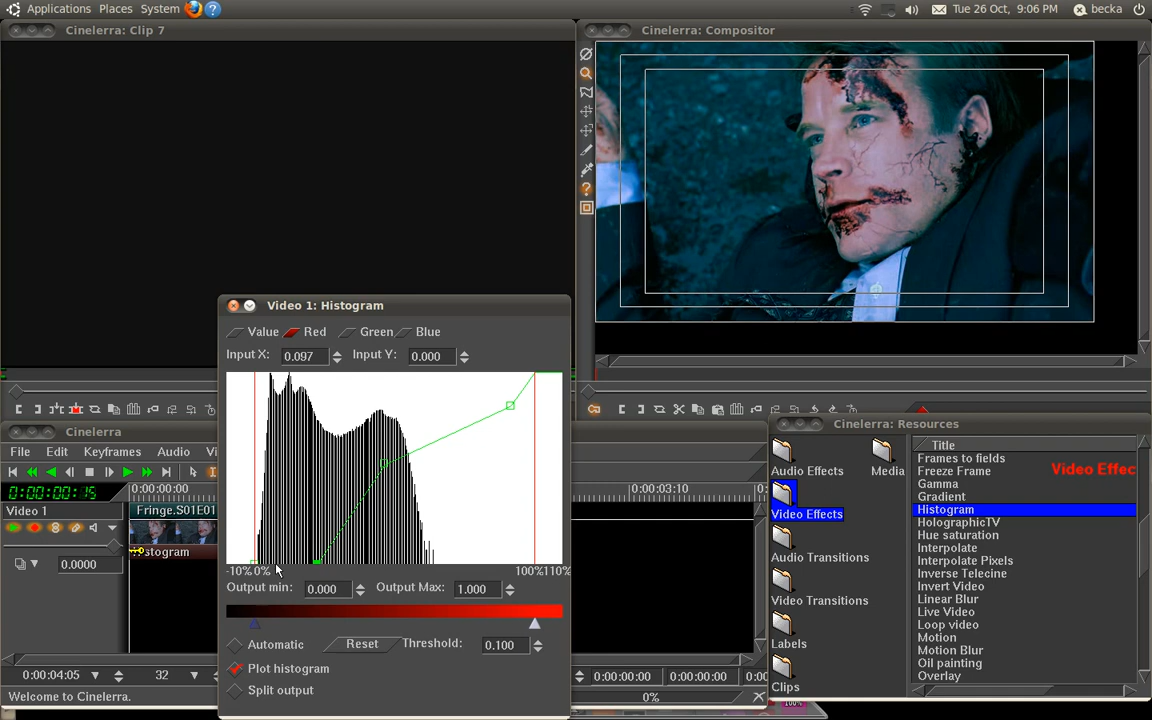 Applications Places System
Tue 26 Oct, 9:06 PM becka
Cinelerra: Clip 7
Cinelerra: Compositor
Video 1: Histogram
Value Red Green Blue
Input X: 0.097 Input Y: 0.000
-10% 0% 100% 110%
Output min: 0.000 Output Max: 1.000
Automatic Reset Threshold: 0.100
Plot histogram
Split output
Cinelerra
File Edit Keyframes Audio Vi
0:00:00:15 0:00:00:00 0:00:03:10 0:
Video 1 Fringe.S01E01
stogram
0.0000
0:00:04:05 32 0:00:00:00 0:00:00:00 0:00
Welcome to Cinelerra. 0%
Cinelerra: Resources
Audio Effects
Media
Video Effects
Audio Transitions
Video Transitions
Labels
Clips
Title
Frames to fields
Freeze Frame
Video Effec
Gamma
Gradient
Histogram
HolographicTV
Hue saturation
Interpolate
Interpolate Pixels
Inverse Telecine
Invert Video
Linear Blur
Live Video
Loop video
Motion
Motion Blur
Oil painting
Overlay
100%